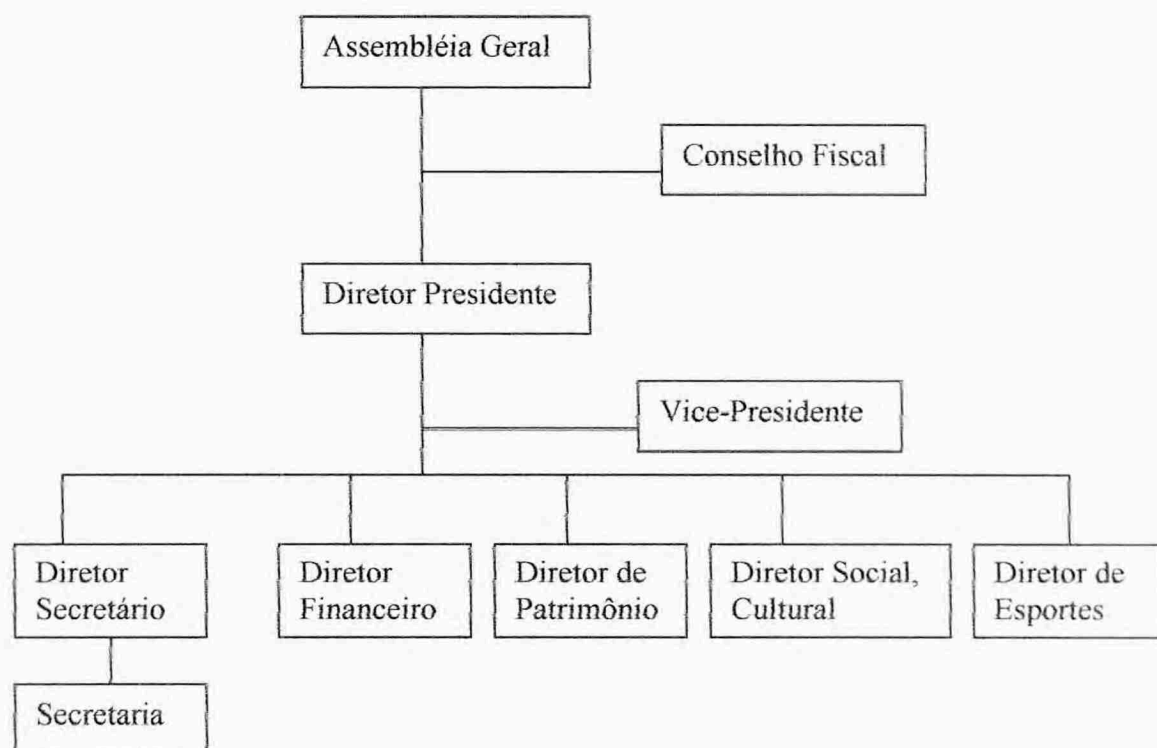 Assembléia Geral
Conselho Fiscal
Diretor Presidente
Vice-Presidente
Diretor
Secretário
Diretor
Financeiro
Diretor de
Patrimônio
Diretor Social,
Cultural
Diretor de
Esportes
Secretaria